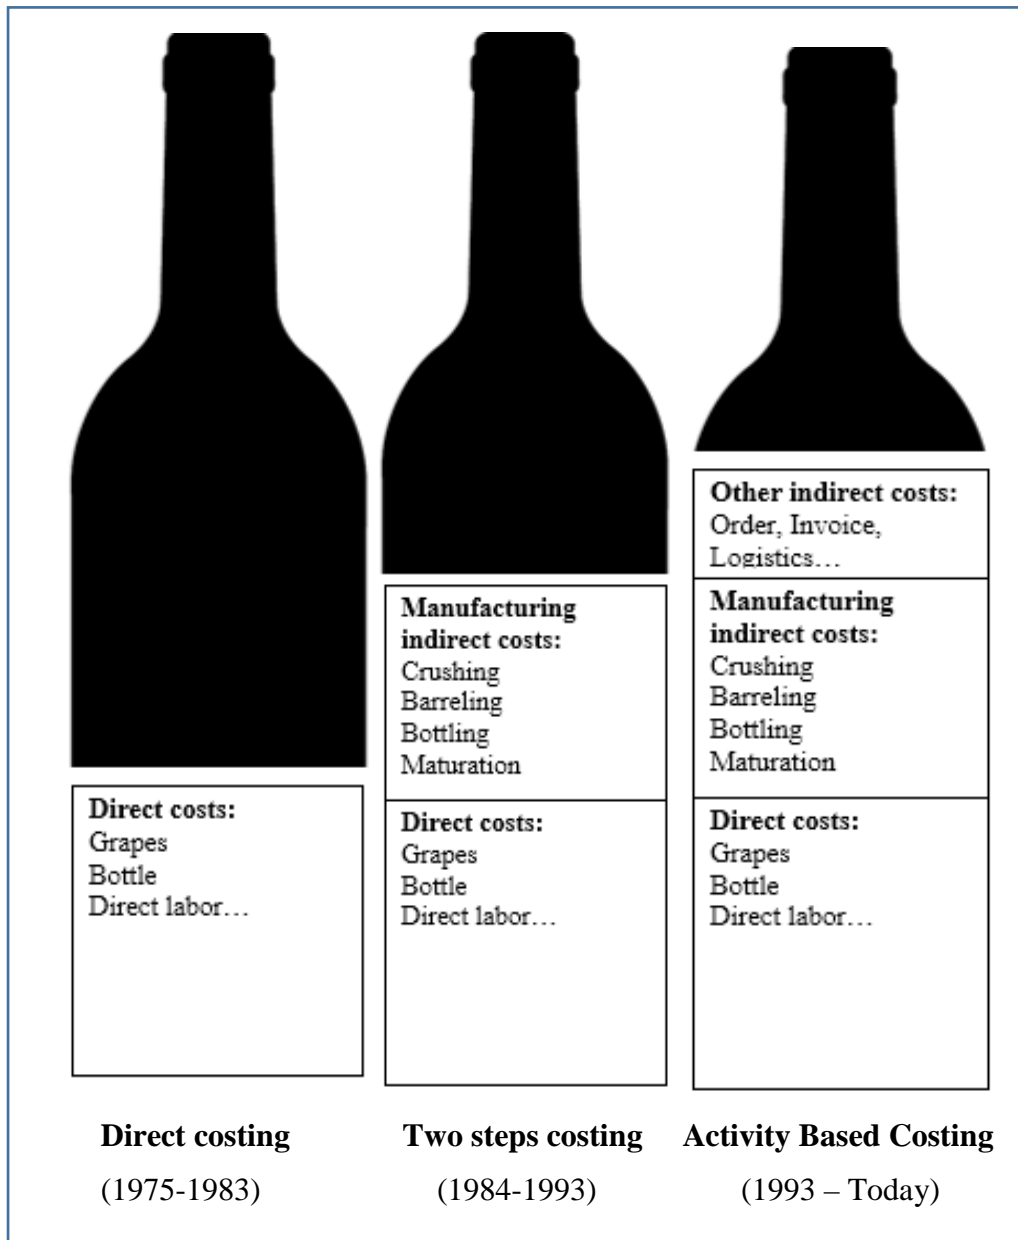 Direct costs:
Grapes
Bottle
Direct labor…
Manufacturing
indirect costs:
Crushing
Barreling
Bottling
Maturation
Direct costs:
Grapes
Bottle
Direct labor…
Other indirect costs:
Order, Invoice,
Logistics…
Manufacturing
indirect costs:
Crushing
Barreling
Bottling
Maturation
Direct costs:
Grapes
Bottle
Direct labor…
Direct costing
(1975-1983)
Two steps costing
(1984-1993)
Activity Based Costing
(1993 – Today)